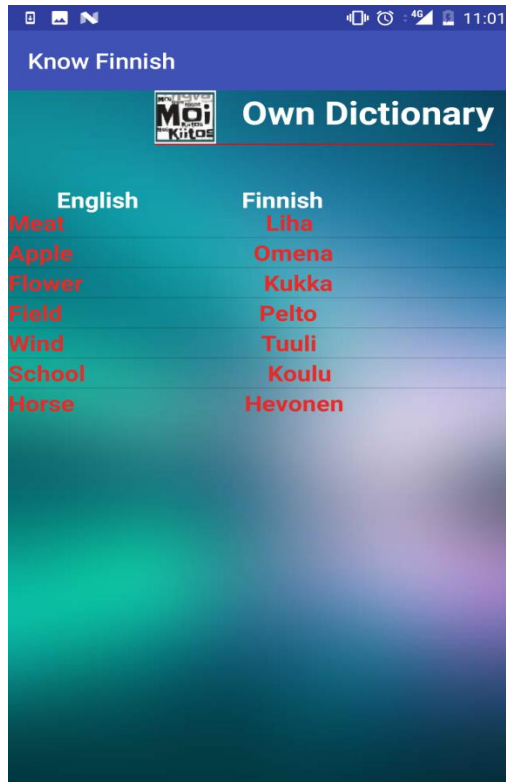 4G 11:01
Know Finnish
Moi
Kiitos
Own Dictionary
English Finnish
Meat Liha
Apple Omena
Flower Kukka
Field Pelto
Wind Tuuli
School Koulu
Horse Hevonen